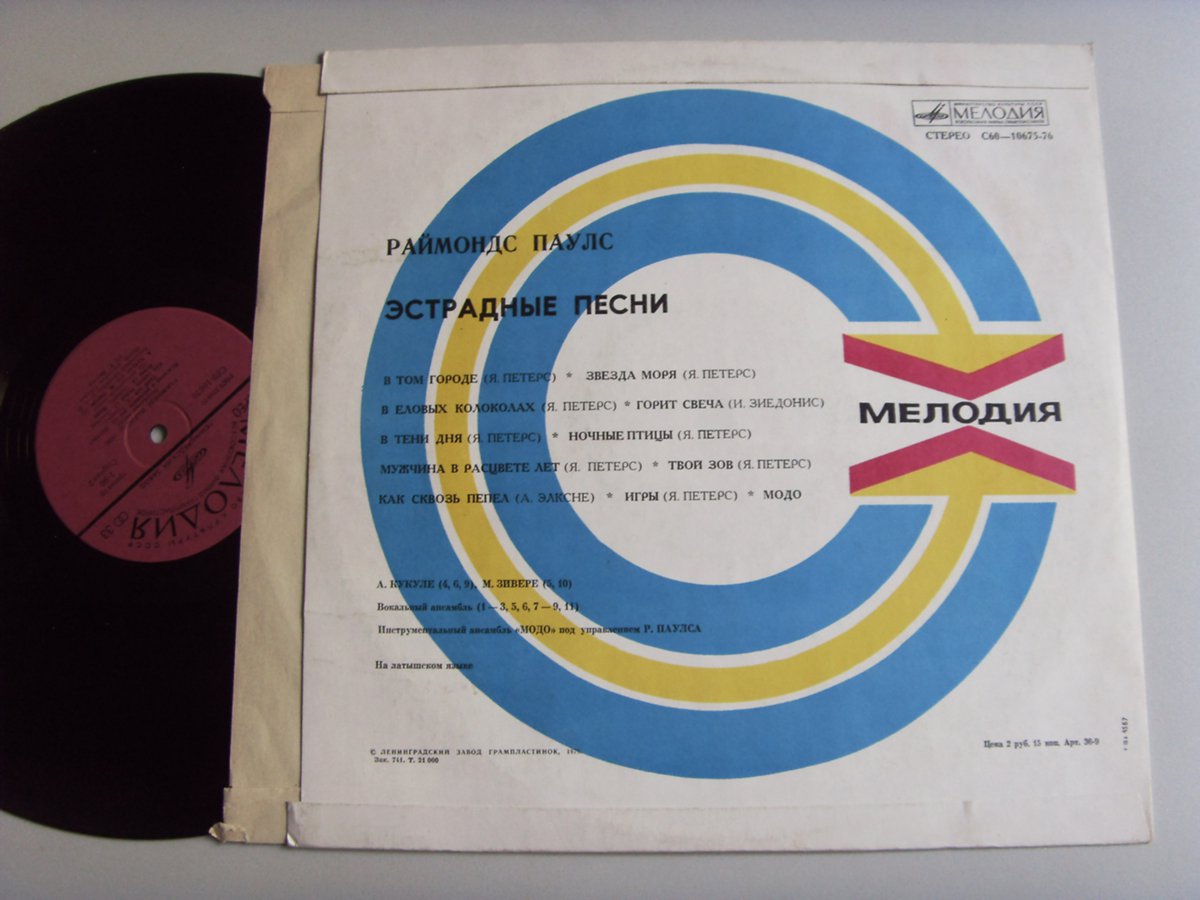 МИНИСТЕРСТВО КУЛЬТУРЫ СССР
МЕЛОДИЯ
СТЕРЕО С60—10675-76
РАЙМОНДС ПАУЛС
ЭСТРАДНЫЕ ПЕСНИ
В ТОМ ГОРОДЕ (Я. ПЕТЕРС) * ЗВЕЗДА МОРЯ (Я. ПЕТЕРС)
В ЕЛОВЫХ КОЛОКОЛАХ (Я. ПЕТЕРС) * ГОРИТ СВЕЧА (И. ЗИЕДОНИС)
В ТЕНИ ДНЯ (Я. ПЕТЕРС) * НОЧНЫЕ ПТИЦЫ (Я. ПЕТЕРС)
МУЖЧИНА В РАСЦВЕТЕ ЛЕТ (Я. ПЕТЕРС) * ТВОЙ ЗОВ (Я. ПЕТЕРС)
КАК СКВОЗЬ ПЕПЕЛ (А. ЭЛКСНЕ) * ИГРЫ (Я. ПЕТЕРС) * МОДО
МЕЛОДИЯ
А. КУКУЛЕ (4, 6, 9), М. ЗИВЕРЕ (5, 10)
Вокальный ансамбль (1—3, 5, 6, 7—9, 11)
Инструментальный ансамбль «МОДО» под управлением Р. ПАУЛСА
На латышском языке
© ЛЕНИНГРАДСКИЙ ЗАВОД ГРАМПЛАСТИНОК,
Зак. 741. Т. 21 000
Цена 2 руб. 15 коп. Арт. 36-9
МЕЛОДИЯ
33